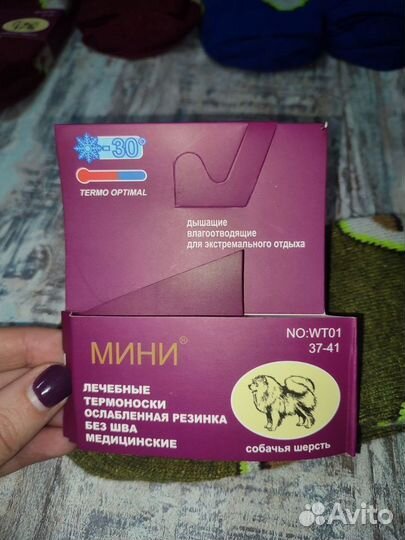 -30°
TERMO OPTIMAL
дышащие
влагоотводящие
для экстремального отдыха
МИНИ®
NO:WT01
37-41
ЛЕЧЕБНЫЕ
ТЕРМОНОСКИ
ОСЛАБЛЕННАЯ РЕЗИНКА
БЕЗ ШВА
МЕДИЦИНСКИЕ
собачья шерсть
Avito